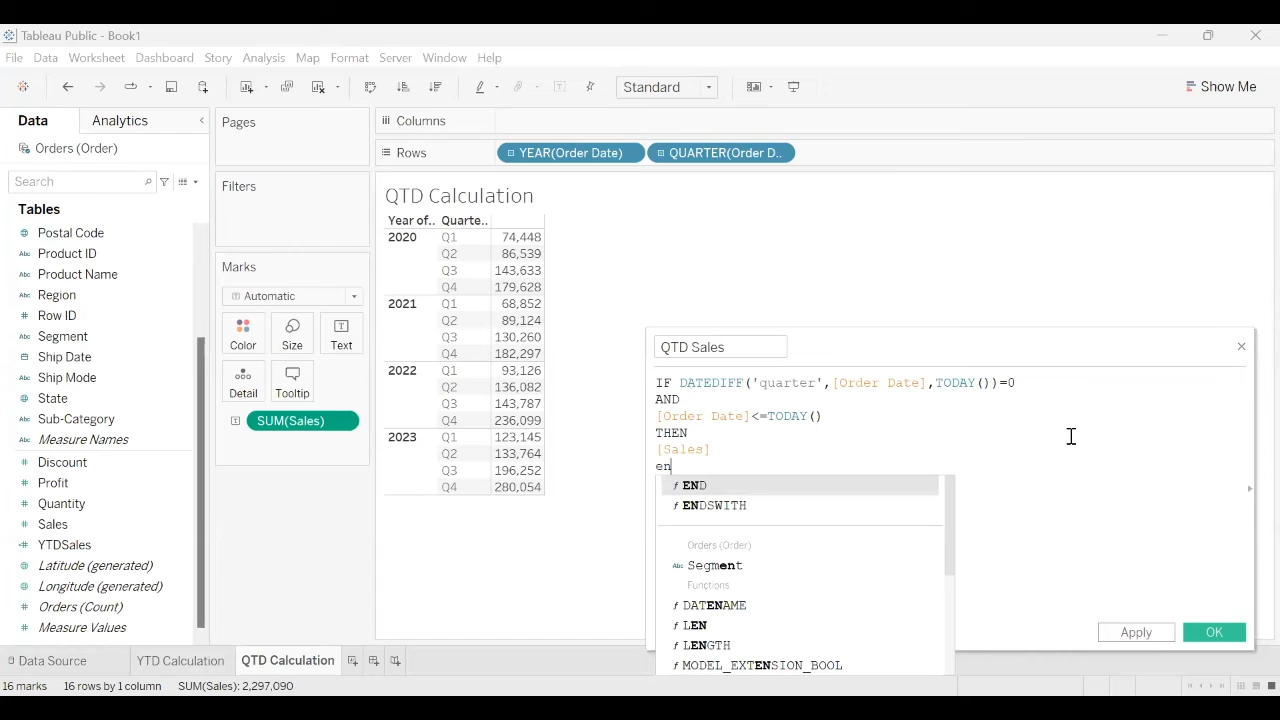 Tableau Public - Book1
File Data Worksheet Dashboard Story Analysis Map Format Server Window Help
Standard
Show Me
Data Analytics
Orders (Order)
Search
Tables
Postal Code
Product ID
Product Name
Region
Row ID
Segment
Ship Date
Ship Mode
State
Sub-Category
Measure Names
Discount
Profit
Quantity
Sales
YTDSales
Latitude (generated)
Longitude (generated)
Orders (Count)
Measure Values
Pages
Filters
Marks
Automatic
Color Size Text
Detail Tooltip
SUM(Sales)
Columns
Rows YEAR(Order Date) QUARTER(Order D..
QTD Calculation
Year of.. Quarte..
2020 Q1 74,448
Q2 86,539
Q3 143,633
Q4 179,628
2021 Q1 68,852
Q2 89,124
Q3 130,260
Q4 182,297
2022 Q1 93,126
Q2 136,082
Q3 143,787
Q4 236,099
2023 Q1 123,145
Q2 133,764
Q3 196,252
Q4 280,054
QTD Sales
IF DATEDIFF('quarter',[Order Date],TODAY())=0
AND
[Order Date]<=TODAY()
THEN
[Sales]
en
END
ENDSWITH
Orders (Order)
Abc Segment
Functions
DATENAME
LEN
LENGTH
MODEL_EXTENSION_BOOL
Apply OK
Data Source YTD Calculation QTD Calculation
16 marks 16 rows by 1 column SUM(Sales): 2,297,090